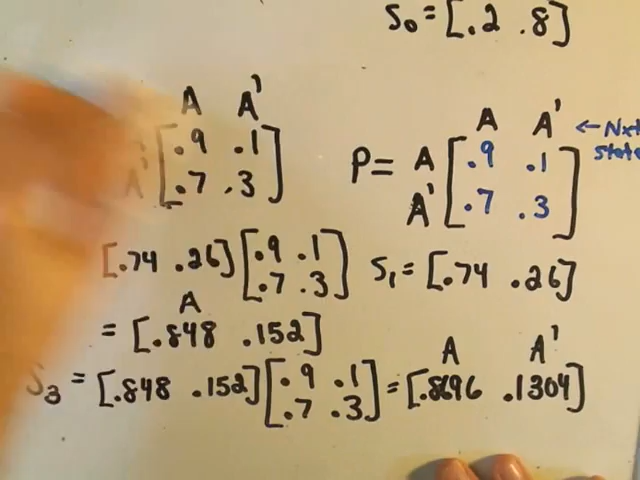 S₀ = [.2 .8]
A A'
[.9 .1
.7 .3]
A A' ← Nxt
state
P = A [.9 .1
A' .7 .3]
[.74 .26] [.9 .1
.7 .3]
S₁ = [.74 .26]
A
= [.848 .152]
A A'
S₃ = [.848 .152] [.9 .1
.7 .3] = [.8696 .1304]